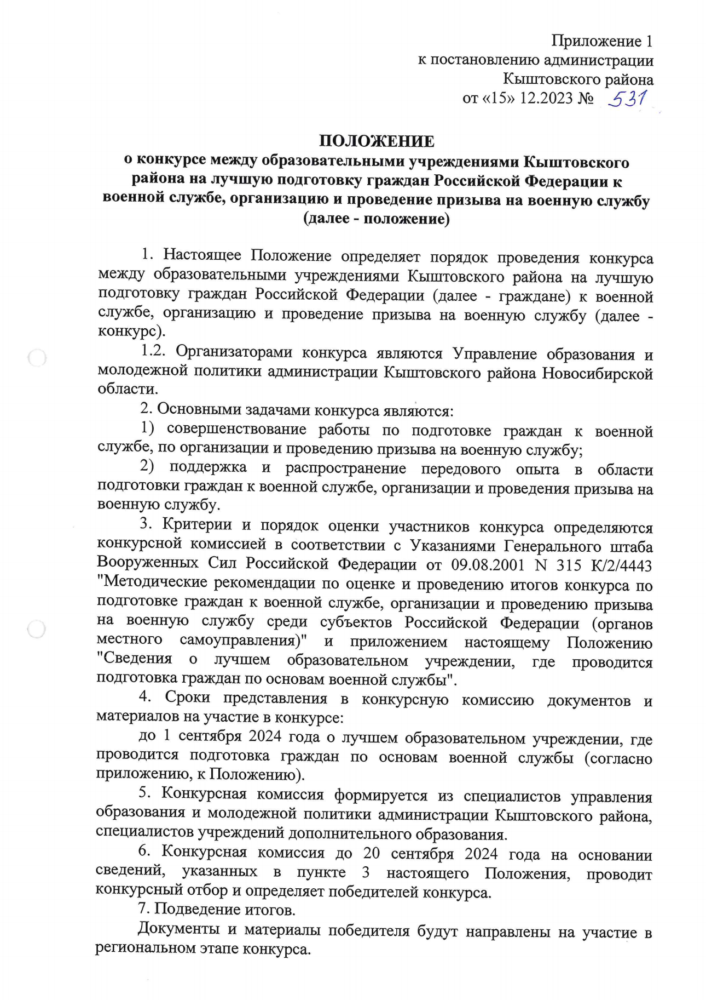 Приложение 1
к постановлению администрации
Кыштовского района
от «15» 12.2023 № 531
ПОЛОЖЕНИЕ
о конкурсе между образовательными учреждениями Кыштовского
района на лучшую подготовку граждан Российской Федерации к
военной службе, организацию и проведение призыва на военную службу
(далее - положение)
1. Настоящее Положение определяет порядок проведения конкурса
между образовательными учреждениями Кыштовского района на лучшую
подготовку граждан Российской Федерации (далее - граждане) к военной
службе, организацию и проведение призыва на военную службу (далее -
конкурс).
1.2. Организаторами конкурса являются Управление образования и
молодежной политики администрации Кыштовского района Новосибирской
области.
2. Основными задачами конкурса являются:
1) совершенствование работы по подготовке граждан к военной
службе, по организации и проведению призыва на военную службу;
2) поддержка и распространение передового опыта в области
подготовки граждан к военной службе, организации и проведения призыва на
военную службу.
3. Критерии и порядок оценки участников конкурса определяются
конкурсной комиссией в соответствии с Указаниями Генерального штаба
Вооруженных Сил Российской Федерации от 09.08.2001 N 315 К/2/4443
"Методические рекомендации по оценке и проведению итогов конкурса по
подготовке граждан к военной службе, организации и проведению призыва
на военную службу среди субъектов Российской Федерации (органов
местного самоуправления)" и приложением настоящему Положению
"Сведения о лучшем образовательном учреждении, где проводится
подготовка граждан по основам военной службы".
4. Сроки представления в конкурсную комиссию документов и
материалов на участие в конкурсе:
до 1 сентября 2024 года о лучшем образовательном учреждении, где
проводится подготовка граждан по основам военной службы (согласно
приложению, к Положению).
5. Конкурсная комиссия формируется из специалистов управления
образования и молодежной политики администрации Кыштовского района,
специалистов учреждений дополнительного образования.
6. Конкурсная комиссия до 20 сентября 2024 года на основании
сведений, указанных в пункте 3 настоящего Положения, проводит
конкурсный отбор и определяет победителей конкурса.
7. Подведение итогов.
Документы и материалы победителя будут направлены на участие в
региональном этапе конкурса.